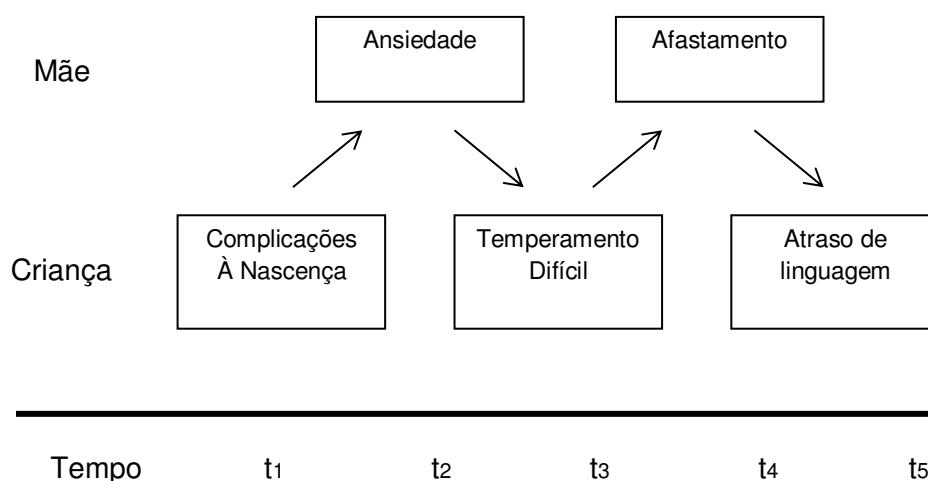 Mãe
Ansiedade
Afastamento
Criança
Complicações
À Nascença
Temperamento
Difícil
Atraso de
linguagem
Tempo t1 t2 t3 t4 t5